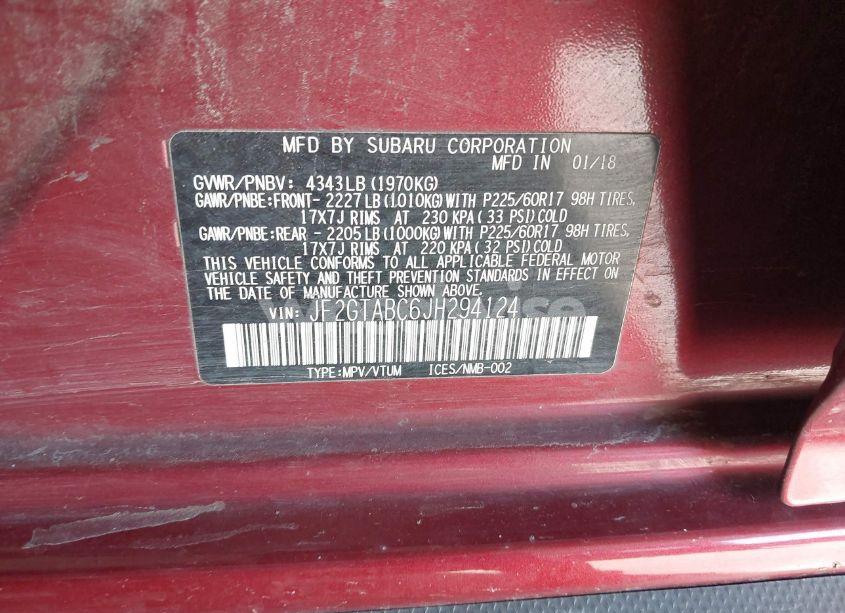 MFD BY SUBARU CORPORATION
MFD IN 01/18
GVWR/PNBV: 4343LB (1970KG)
GAWR/PNBE:FRONT- 2227 LB (1010KG) WITH P225/60R17 98H TIRES,
17X7J RIMS AT 230 KPA (33 PSI) COLD
GAWR/PNBE:REAR - 2205 LB (1000KG) WITH P225/60R17 98H TIRES,
17X7J RIMS AT 220 KPA (32 PSI) COLD
THIS VEHICLE CONFORMS TO ALL APPLICABLE FEDERAL MOTOR
VEHICLE SAFETY AND THEFT PREVENTION STANDARDS IN EFFECT ON
THE DATE OF MANUFACTURE SHOWN ABOVE.
VIN: JF2GTABC6JH294124
TYPE:MPV/VTUM ICES/NMB-002